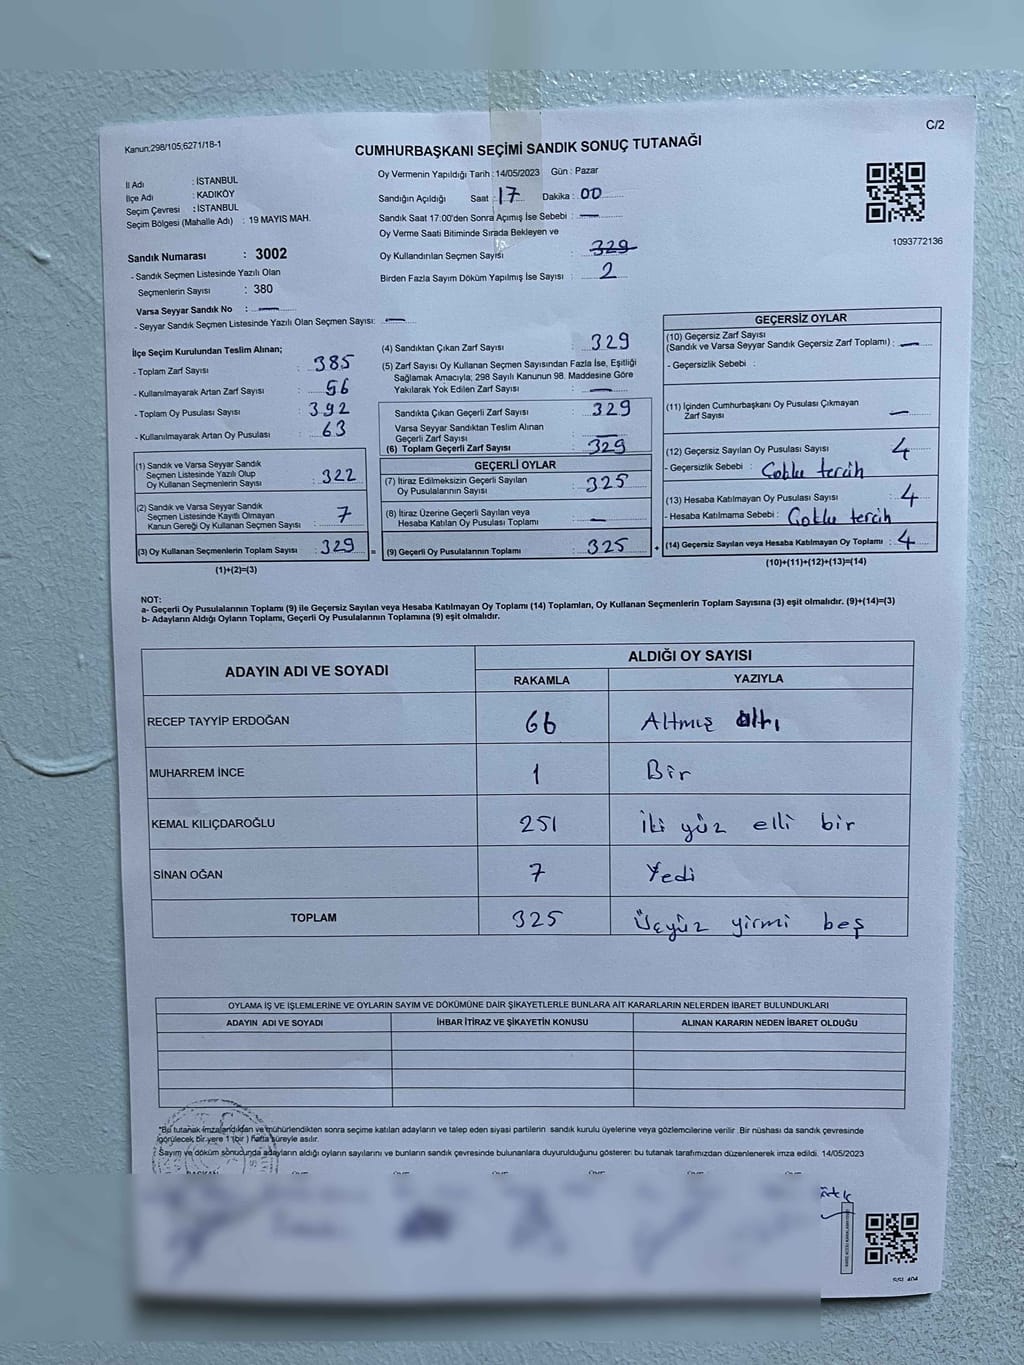 C/2
Kanun:298/105;6271/18-1
CUMHURBAŞKANI SEÇİMİ SANDIK SONUÇ TUTANAĞI
İl Adı : İSTANBUL
İlçe Adı : KADIKÖY
Seçim Çevresi : İSTANBUL
Seçim Bölgesi (Mahalle Adı) : 19 MAYIS MAH.
Sandık Numarası : 3002
- Sandık Seçmen Listesinde Yazılı Olan
Seçmenlerin Sayısı : 380
Varsa Seyyar Sandık No : —
- Seyyar Sandık Seçmen Listesinde Yazılı Olan Seçmen Sayısı: —
Oy Vermenin Yapıldığı Tarih : 14/05/2023 Gün : Pazar
Sandığın Açıldığı Saat : 17 Dakika : 00
Sandık Saat 17:00'den Sonra Açımış İse Sebebi : —
Oy Verme Saati Bitiminde Sırada Bekleyen ve
Oy Kullandırılan Seçmen Sayısı : 329
Birden Fazla Sayım Döküm Yapılmış İse Sayısı : 2
1093772136
İlçe Seçim Kurulundan Teslim Alınan;
- Toplam Zarf Sayısı : 385
- Kullanılmayarak Artan Zarf Sayısı : 56
- Toplam Oy Pusulası Sayısı : 392
- Kullanılmayarak Artan Oy Pusulası : 63
(1) Sandık ve Varsa Seyyar Sandık
Seçmen Listesinde Yazılı Olup
Oy Kullanan Seçmenlerin Sayısı : 322
(2) Sandık ve Varsa Seyyar Sandık
Seçmen Listesinde Kayıtlı Olmayan
Kanun Gereği Oy Kullanan Seçmen Sayısı : 7
(3) Oy Kullanan Seçmenlerin Toplam Sayısı : 329 =
(1)+(2)=(3)
(4) Sandıktan Çıkan Zarf Sayısı : 329
(5) Zarf Sayısı Oy Kullanan Seçmen Sayısından Fazla İse, Eşitliği
Sağlamak Amacıyla; 298 Sayılı Kanunun 98. Maddesine Göre
Yakılarak Yok Edilen Zarf Sayısı : —
Sandıkta Çıkan Geçerli Zarf Sayısı : 329
Varsa Seyyar Sandıktan Teslim Alınan
Geçerli Zarf Sayısı : —
(6) Toplam Geçerli Zarf Sayısı : 329
GEÇERLİ OYLAR
(7) İtiraz Edilmeksizin Geçerli Sayılan
Oy Pusulalarının Sayısı : 325
(8) İtiraz Üzerine Geçerli Sayılan veya
Hesaba Katılan Oy Pusulası Toplamı : —
(9) Geçerli Oy Pusulalarının Toplamı : 325 +
GEÇERSİZ OYLAR
(10) Geçersiz Zarf Sayısı
(Sandık ve Varsa Seyyar Sandık Geçersiz Zarf Toplamı) : —
- Geçersizlik Sebebi :
(11) İçinden Cumhurbaşkanı Oy Pusulası Çıkmayan
Zarf Sayısı : —
(12) Geçersiz Sayılan Oy Pusulası Sayısı : 4
- Geçersizlik Sebebi : Çoklu tercih
(13) Hesaba Katılmayan Oy Pusulası Sayısı : 4
- Hesaba Katılmama Sebebi : Çoklu tercih
(14) Geçersiz Sayılan veya Hesaba Katılmayan Oy Toplamı : 4
(10)+(11)+(12)+(13)=(14)
NOT:
a- Geçerli Oy Pusulalarının Toplamı (9) ile Geçersiz Sayılan veya Hesaba Katılmayan Oy Toplamı (14) Toplamları, Oy Kullanan Seçmenlerin Toplam Sayısına (3) eşit olmalıdır. (9)+(14)=(3)
b- Adayların Aldığı Oyların Toplamı, Geçerli Oy Pusulalarının Toplamına (9) eşit olmalıdır.
ADAYIN ADI VE SOYADI ALDIĞI OY SAYISI
RAKAMLA YAZIYLA
RECEP TAYYİP ERDOĞAN 66 Altmış altı
MUHARREM İNCE 1 Bir
KEMAL KILIÇDAROĞLU 251 iki yüz elli bir
SİNAN OĞAN 7 Yedi
TOPLAM 325 Üçyüz yirmi beş
OYLAMA İŞ VE İŞLEMLERİNE VE OYLARIN SAYIM VE DÖKÜMÜNE DAİR ŞİKAYETLERLE BUNLARA AİT KARARLARIN NELERDEN İBARET BULUNDUKLARI
ADAYIN ADI VE SOYADI İHBAR İTİRAZ VE ŞİKAYETİN KONUSU ALINAN KARARIN NEDEN İBARET OLDUĞU
"Bu tutanak imzalandıktan ve mühürlendikten sonra seçime katılan adayların ve talep eden siyasi partilerin sandık kurulu üyelerine veya gözlemcilerine verilir .Bir nüshası da sandık çevresinde
görülecek bir yere 1 (bir ) hafta süreyle asılır.
Sayım ve döküm sonucunda adayların aldığı oyların sayılarını ve bunların sandık çevresinde bulunanlara duyurulduğunu gösteren bu tutanak tarafımızdan düzenlenerek imza edildi. 14/05/2023